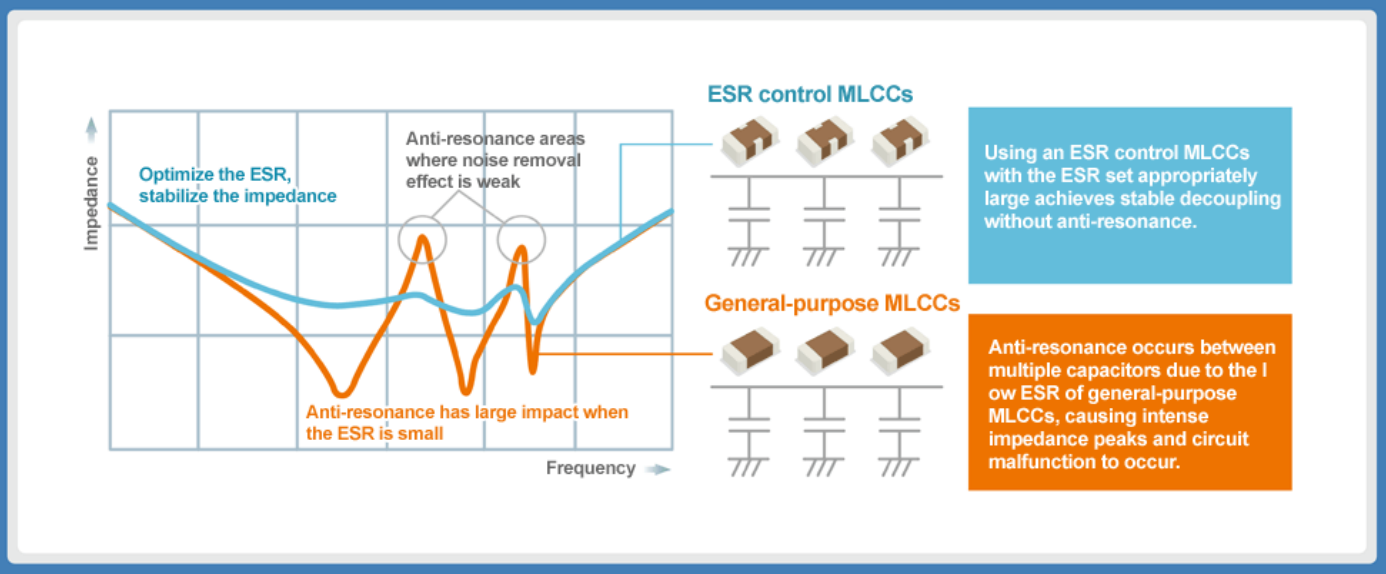 ESR control MLCCs
Impedance
Optimize the ESR,
stabilize the impedance
Anti-resonance areas
where noise removal
effect is weak
Using an ESR control MLCCs
with the ESR set appropriately
large achieves stable decoupling
without anti-resonance.
General-purpose MLCCs
Anti-resonance has large impact when
the ESR is small
Frequency
Anti-resonance occurs between
multiple capacitors due to the l
ow ESR of general-purpose
MLCCs, causing intense
impedance peaks and circuit
malfunction to occur.